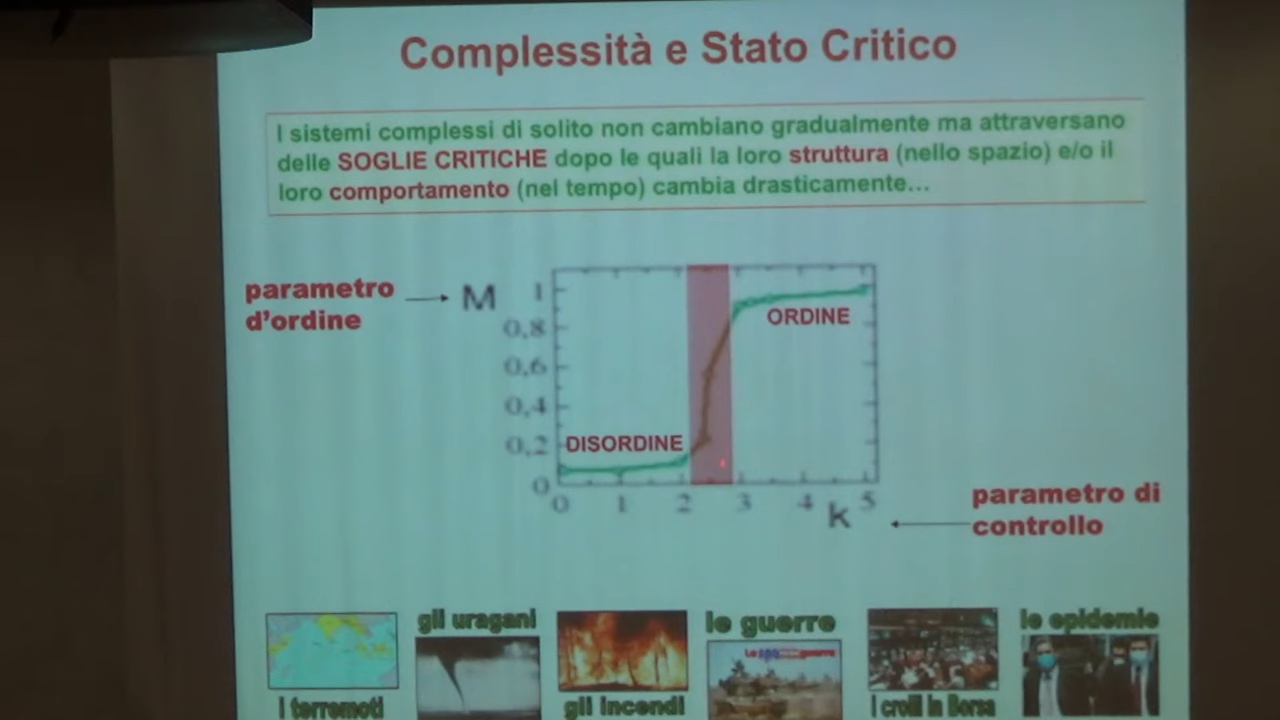 Complessità e Stato Critico
I sistemi complessi di solito non cambiano gradualmente ma attraversano
delle SOGLIE CRITICHE dopo le quali la loro struttura (nello spazio) e/o il
loro comportamento (nel tempo) cambia drasticamente...
parametro
d'ordine
M
1
0,8
0,6
0,4
0,2
0
ORDINE
DISORDINE
0 1 2 3 4 5
k
parametro di
controllo
gli uragani
le guerre
le epidemie
I terremoti
gli incendi
I crolli in Borsa